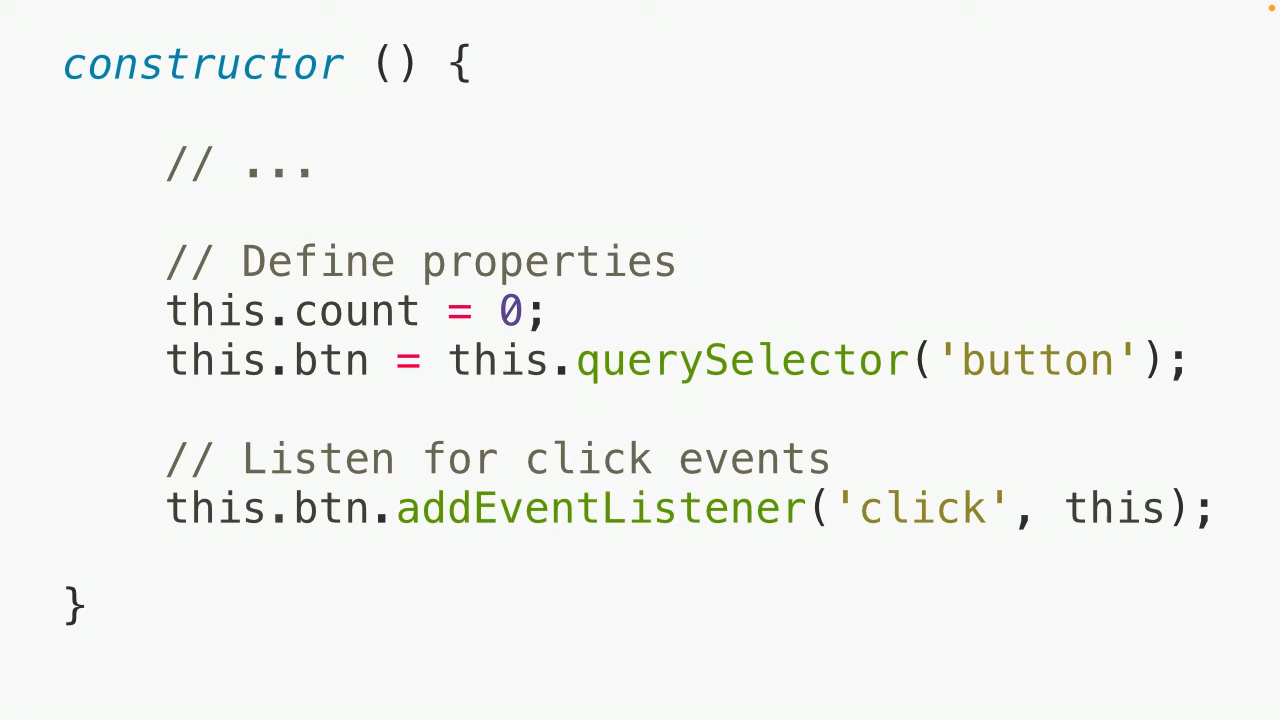 constructor () {
// ...
// Define properties
this.count = 0;
this.btn = this.querySelector('button');
// Listen for click events
this.btn.addEventListener('click', this);
}